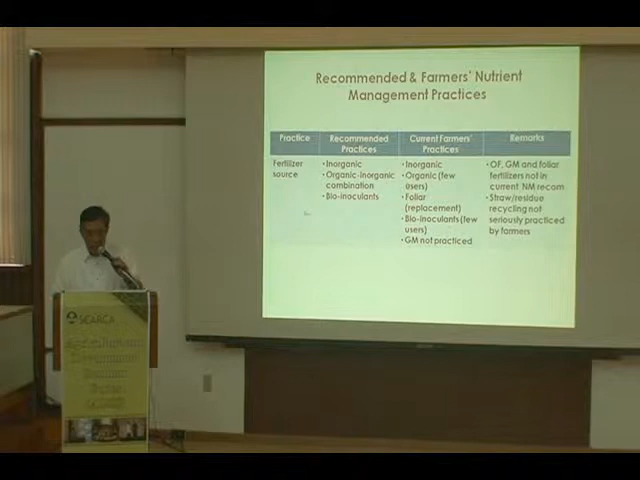 Recommended & Farmers' Nutrient
Management Practices
Practice
Recommended
Practices
Current Farmers'
Practices
Remarks
Fertilizer
source
• Inorganic
• Organic-inorganic
combination
• Bio-inoculants
• Inorganic
• Organic (few
users)
• Foliar
(replacement)
• Bio-inoculants (few
users)
• GM not practiced
• OF, GM and foliar
fertilizers not in
current NM recom
• Straw/residue
recycling not
seriously practiced
by farmers
SEARCA